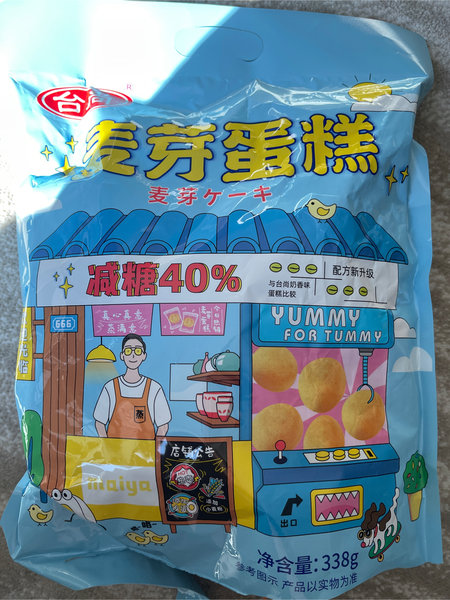 台尚
®
麦芽蛋糕
麦芽ケーキ
减糖40%
配方新升级
与台尚奶香味
蛋糕比较
YUMMY
FOR TUMMY
666
真心真意
蒸满意
maiya
店铺公告
出口
净含量:338g
参考图示 产品以实物为准